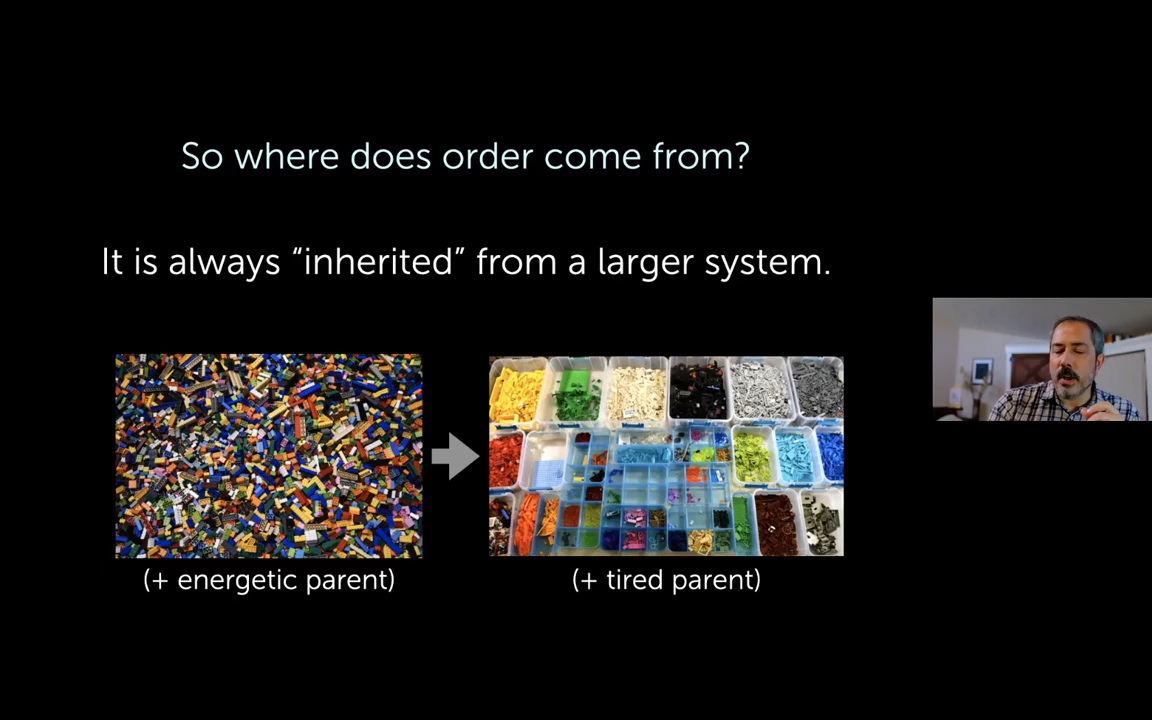 So where does order come from?
It is always “inherited” from a larger system.
(+ energetic parent)
(+ tired parent)